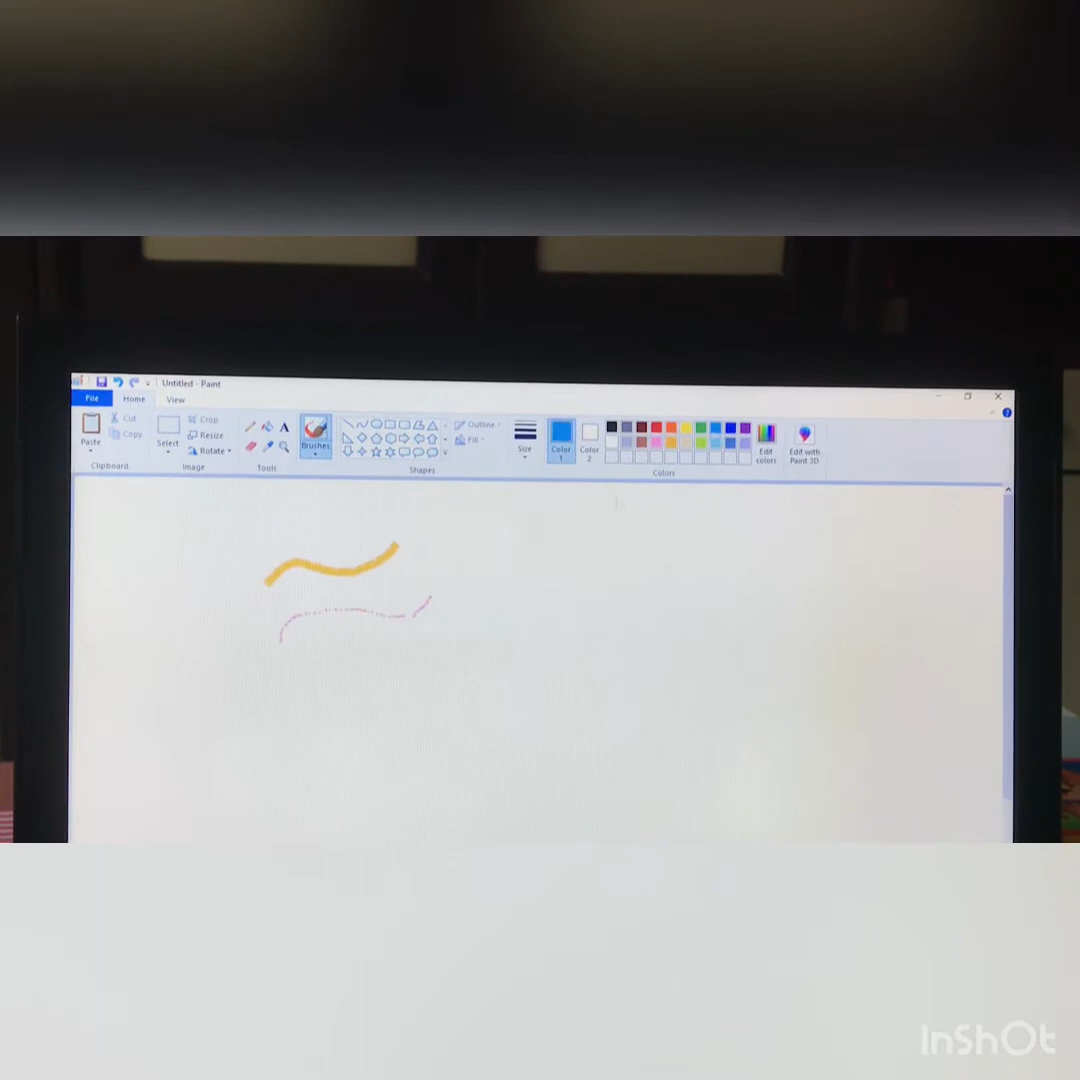 Untitled - Paint
File Home View
Paste
Cut
Copy
Clipboard
Select
Crop
Resize
Rotate
Image
A
Tools
Brushes
Shapes
Outline
Fill
Size
Color 1
Color 2
Colors
Edit colors
Edit with Paint 3D
InShOt